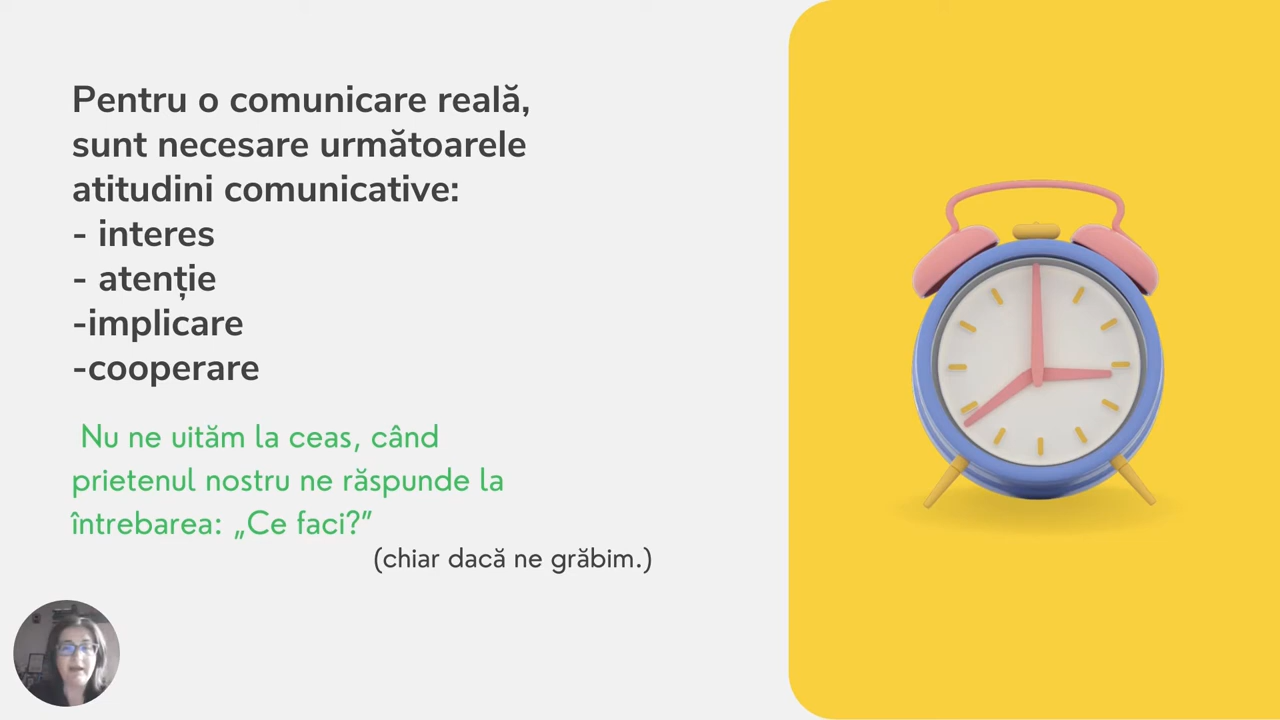 Pentru o comunicare reală,
sunt necesare următoarele
atitudini comunicative:
- interes
- atenție
-implicare
-cooperare
Nu ne uităm la ceas, când
prietenul nostru ne răspunde la
întrebarea: „Ce faci?”
(chiar dacă ne grăbim.)